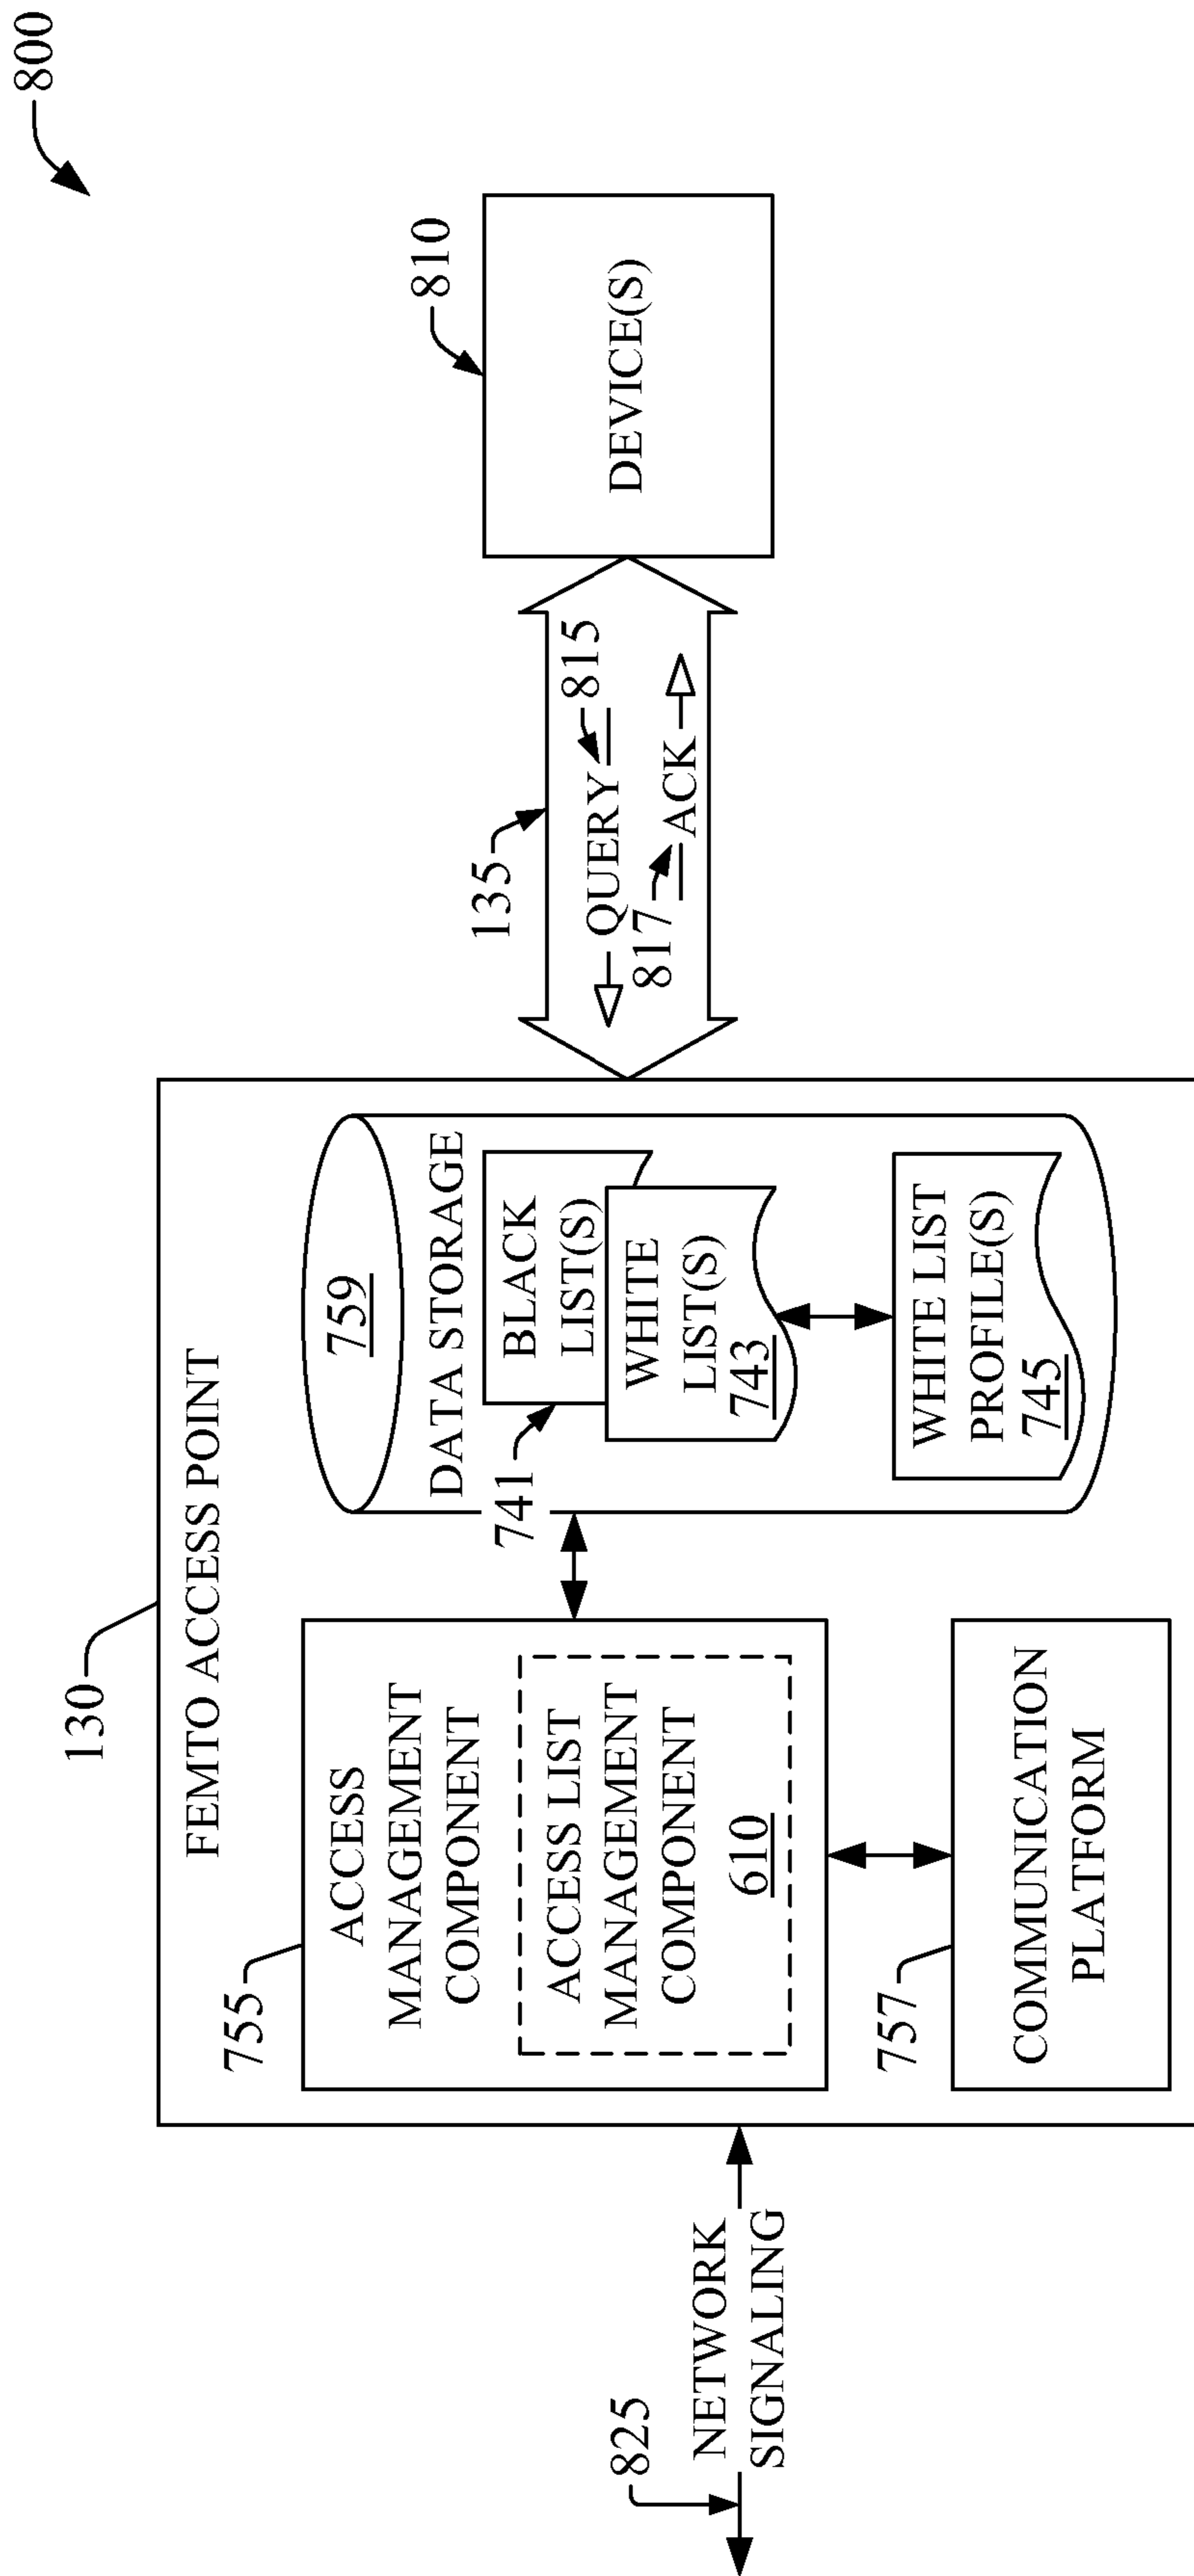 800
130
FEMTO ACCESS POINT
755
ACCESS
MANAGEMENT
COMPONENT
ACCESS LIST
MANAGEMENT
COMPONENT
610
757
COMMUNICATION
PLATFORM
759
DATA STORAGE
741
BLACK
LIST(S)
WHITE
LIST(S)
743
WHITE LIST
PROFILE(S)
745
825
NETWORK
SIGNALING
135
QUERY
815
817
ACK
810
DEVICE(S)